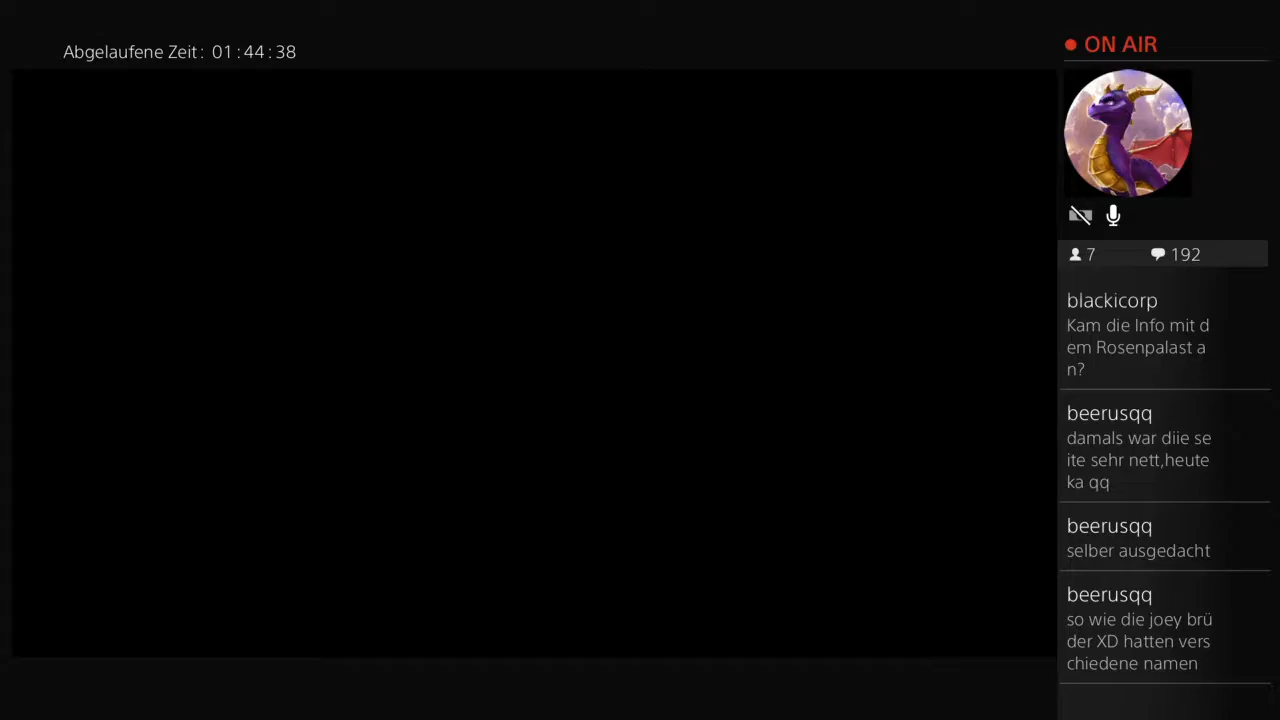 Abgelaufene Zeit: 01:44:38
ON AIR
7 192
blackicorp
Kam die Info mit d
em Rosenpalast a
n?
beerusqq
damals war diie se
ite sehr nett,heute
ka qq
beerusqq
selber ausgedacht
beerusqq
so wie die joey brü
der XD hatten vers
chiedene namen